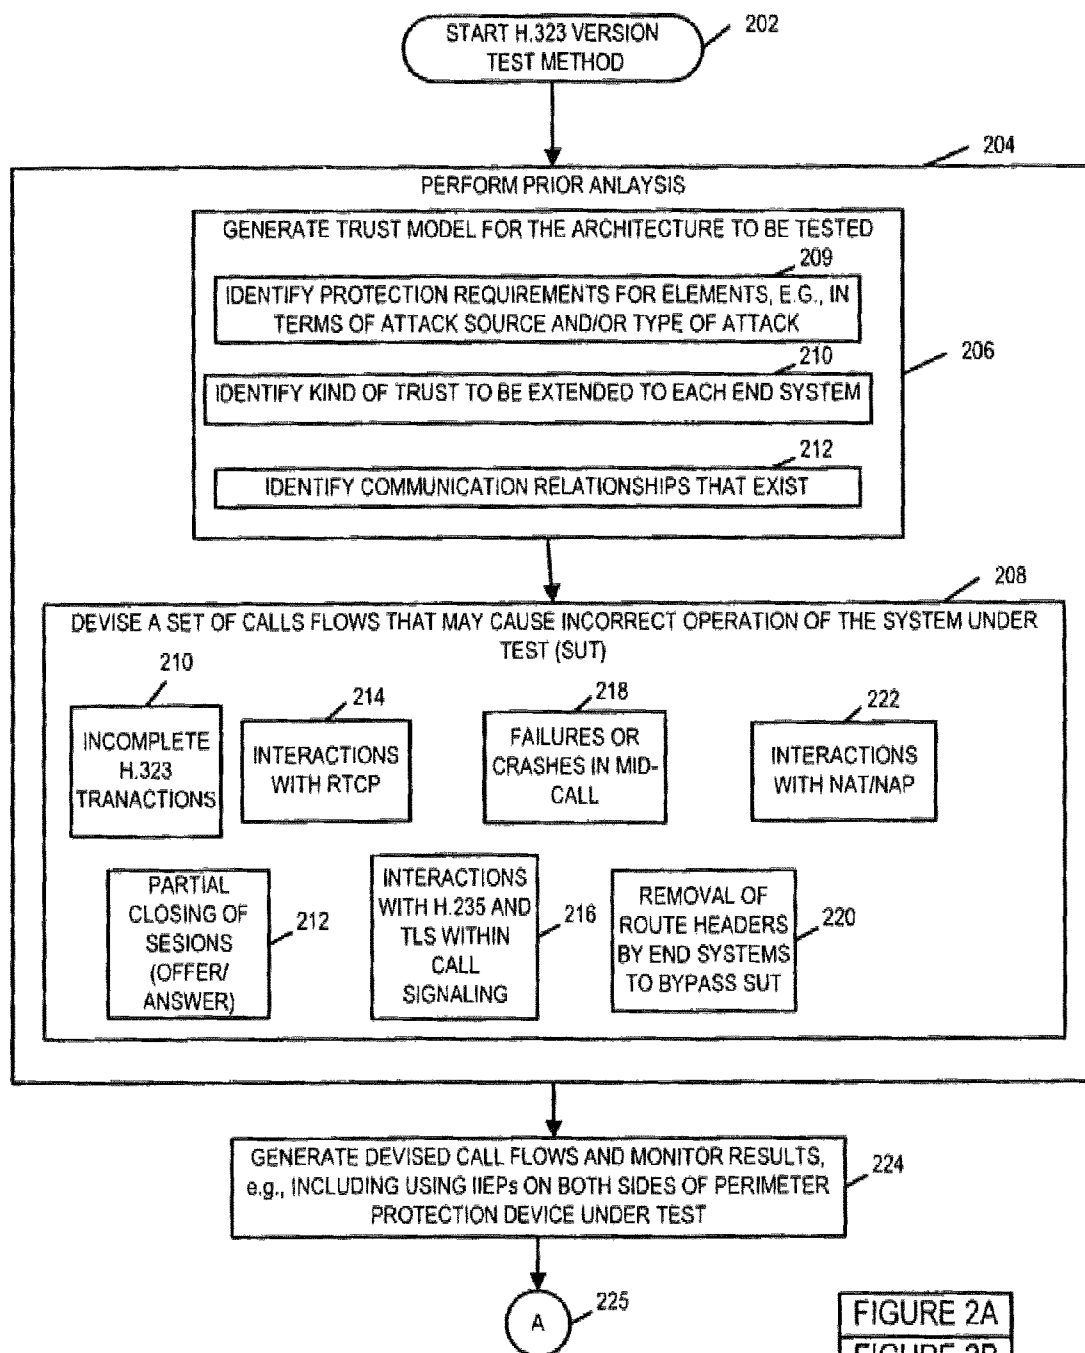 START H.323 VERSION
TEST METHOD
202
204
PERFORM PRIOR ANLAYSIS
GENERATE TRUST MODEL FOR THE ARCHITECTURE TO BE TESTED
209
IDENTIFY PROTECTION REQUIREMENTS FOR ELEMENTS, E.G., IN
TERMS OF ATTACK SOURCE AND/OR TYPE OF ATTACK
206
210
IDENTIFY KIND OF TRUST TO BE EXTENDED TO EACH END SYSTEM
212
IDENTIFY COMMUNICATION RELATIONSHIPS THAT EXIST
208
DEVISE A SET OF CALLS FLOWS THAT MAY CAUSE INCORRECT OPERATION OF THE SYSTEM UNDER
TEST (SUT)
210
INCOMPLETE
H.323
TRANACTIONS
214
INTERACTIONS
WITH RTCP
218
FAILURES OR
CRASHES IN MID-
CALL
222
INTERACTIONS
WITH NAT/NAP
PARTIAL
CLOSING OF
SESIONS
(OFFER/
ANSWER)
212
INTERACTIONS
WITH H.235 AND
TLS WITHIN
CALL
SIGNALING
216
REMOVAL OF
ROUTE HEADERS
BY END SYSTEMS
TO BYPASS SUT
220
GENERATE DEVISED CALL FLOWS AND MONITOR RESULTS,
e.g., INCLUDING USING IIEPs ON BOTH SIDES OF PERIMETER
PROTECTION DEVICE UNDER TEST
224
A
225
FIGURE 2A
FIGURE 2B